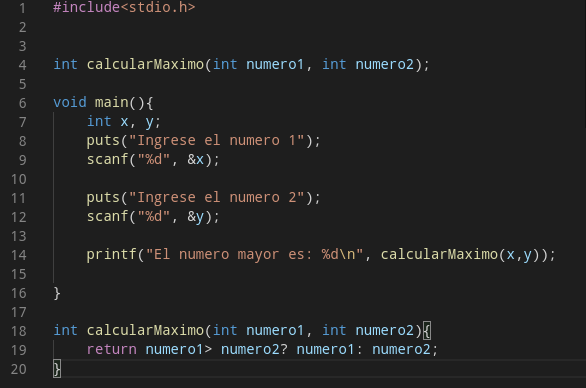 1 #include<stdio.h>
2
3
4 int calcularMaximo(int numero1, int numero2);
5
6 void main(){
7     int x, y;
8     puts("Ingrese el numero 1");
9     scanf("%d", &x);
10
11     puts("Ingrese el numero 2");
12     scanf("%d", &y);
13
14     printf("El numero mayor es: %d\n", calcularMaximo(x,y));
15
16 }
17
18 int calcularMaximo(int numero1, int numero2){
19     return numero1> numero2? numero1: numero2;
20 }